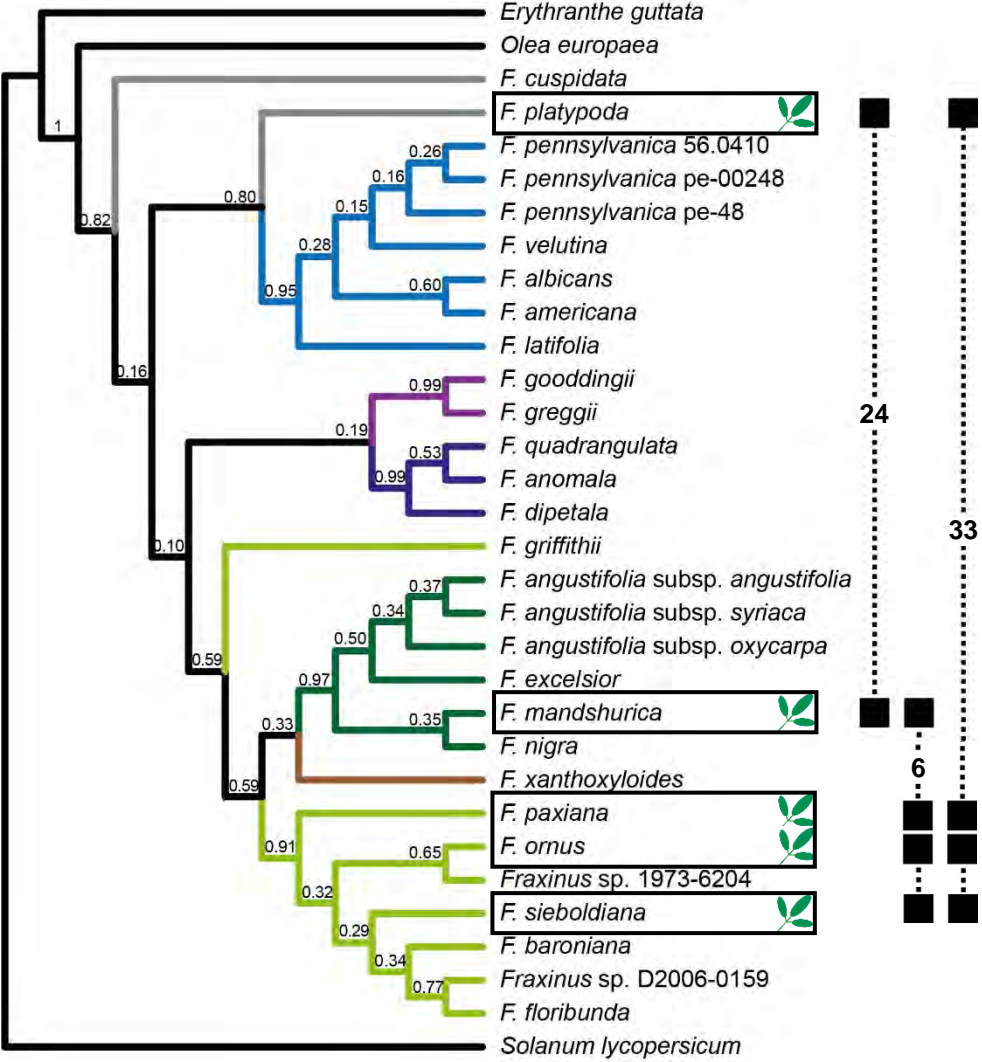 Erythranthe guttata
Olea europaea
F. cuspidata
1
F. platypoda
F. pennsylvanica 56.0410
0.26
F. pennsylvanica pe-00248
0.16
0.80
0.15
F. pennsylvanica pe-48
0.82
F. velutina
0.28
F. albicans
0.95
0.60
F. americana
F. latifolia
0.16
F. gooddingii
0.99
F. greggii
24
0.19
F. quadrangulata
0.53
F. anomala
0.99
F. dipetala
33
0.10
F. griffithii
F. angustifolia subsp. angustifolia
0.37
F. angustifolia subsp. syriaca
0.34
0.50
F. angustifolia subsp. oxycarpa
0.59
F. excelsior
0.97
F. mandshurica
0.33
0.35
F. nigra
6
F. xanthoxyloides
0.59
F. paxiana
F. ornus
0.91
0.65
Fraxinus sp. 1973-6204
0.32
F. sieboldiana
0.29
F. baroniana
0.34
Fraxinus sp. D2006-0159
0.77
F. floribunda
Solanum lycopersicum